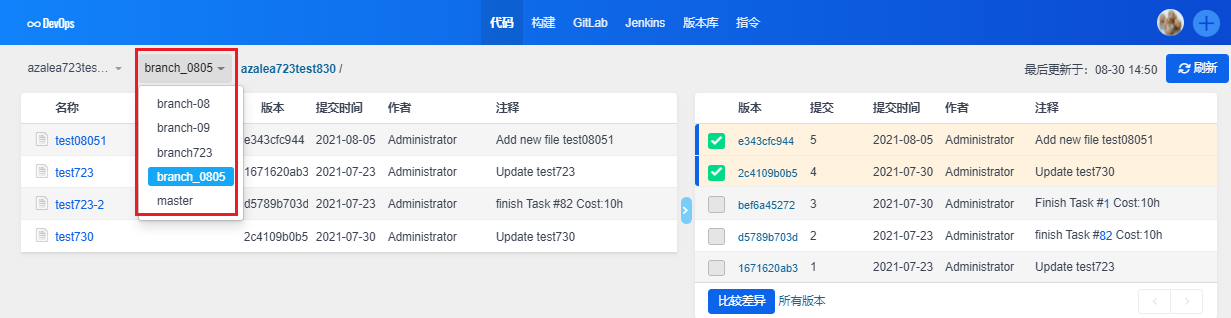 DevOps 代码 构建 GitLab Jenkins 版本库 指令
azalea723tes... branch_0805 azalea723test830 / 最后更新于：08-30 14:50 刷新
branch-08
branch-09
branch723
branch_0805
master
名称 版本 提交时间 作者 注释
test08051 e343cfc944 2021-08-05 Administrator Add new file test08051
test723 1671620ab3 2021-07-23 Administrator Update test723
test723-2 d5789b703d 2021-07-23 Administrator finish Task #82 Cost:10h
test730 2c4109b0b5 2021-07-30 Administrator Update test730
版本 提交 提交时间 作者 注释
e343cfc944 5 2021-08-05 Administrator Add new file test08051
2c4109b0b5 4 2021-07-30 Administrator Update test730
bef6a45272 3 2021-07-30 Administrator Finish Task #1 Cost:10h
d5789b703d 2 2021-07-23 Administrator finish Task #82 Cost:10h
1671620ab3 1 2021-07-23 Administrator Update test723
比较差异 所有版本